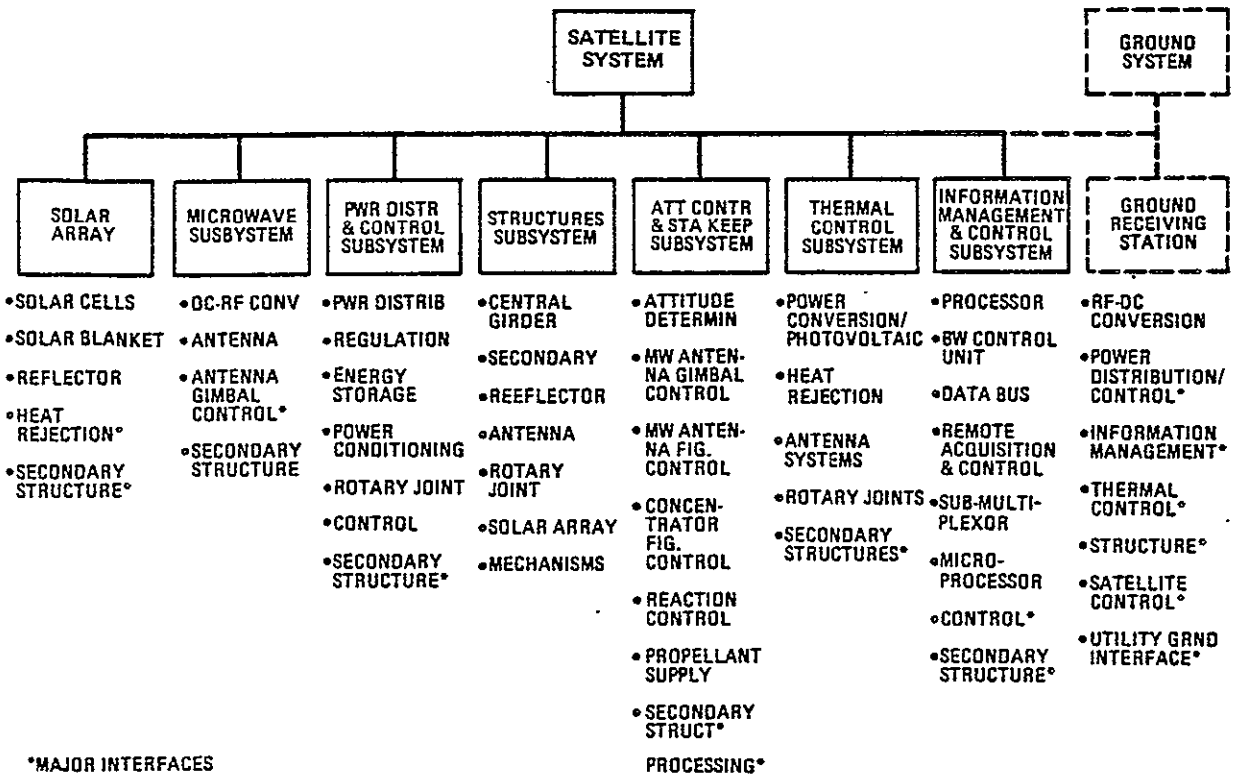 SATELLITE
SYSTEM
GROUND
SYSTEM
SOLAR
ARRAY
MICROWAVE
SUSBYSTEM
PWR DISTR
& CONTROL
SUBSYSTEM
STRUCTURES
SUBSYSTEM
ATT CONTR
& STA KEEP
SUBSYSTEM
THERMAL
CONTROL
SUBSYSTEM
INFORMATION
MANAGEMENT
& CONTROL
SUBSYSTEM
GROUND
RECEIVING
STATION
•SOLAR CELLS
•SOLAR BLANKET
•REFLECTOR
•HEAT
REJECTION*
•SECONDARY
STRUCTURE*
•DC-RF CONV
•ANTENNA
•ANTENNA
GIMBAL
CONTROL*
•SECONDARY
STRUCTURE
•PWR DISTRIB
•REGULATION
•ENERGY
STORAGE
•POWER
CONDITIONING
•ROTARY JOINT
•CONTROL
•SECONDARY
STRUCTURE*
•CENTRAL
GIRDER
•SECONDARY
•REEFLECTOR
•ANTENNA
•ROTARY
JOINT
•SOLAR ARRAY
•MECHANISMS
•ATTITUDE
DETERMIN
•MW ANTEN-
NA GIMBAL
CONTROL
•MW ANTEN-
NA FIG.
CONTROL
•CONCEN-
TRATOR
FIG.
CONTROL
•REACTION
CONTROL
•PROPELLANT
SUPPLY
•SECONDARY
STRUCT*
PROCESSING*
•POWER
CONVERSION/
PHOTOVOLTAIC
•HEAT
REJECTION
•ANTENNA
SYSTEMS
•ROTARY JOINTS
•SECONDARY
STRUCTURES*
•PROCESSOR
•BW CONTROL
UNIT
•DATA BUS
•REMOTE
ACQUISITION
& CONTROL
•SUB-MULTI-
PLEXOR
•MICRO-
PROCESSOR
•CONTROL*
•SECONDARY
STRUCTURE*
•RF-DC
CONVERSION
•POWER
DISTRIBUTION/
CONTROL*
•INFORMATION
MANAGEMENT*
•THERMAL
CONTROL*
•STRUCTURE*
•SATELLITE
CONTROL*
•UTILITY GRND
INTERFACE*
*MAJOR INTERFACES